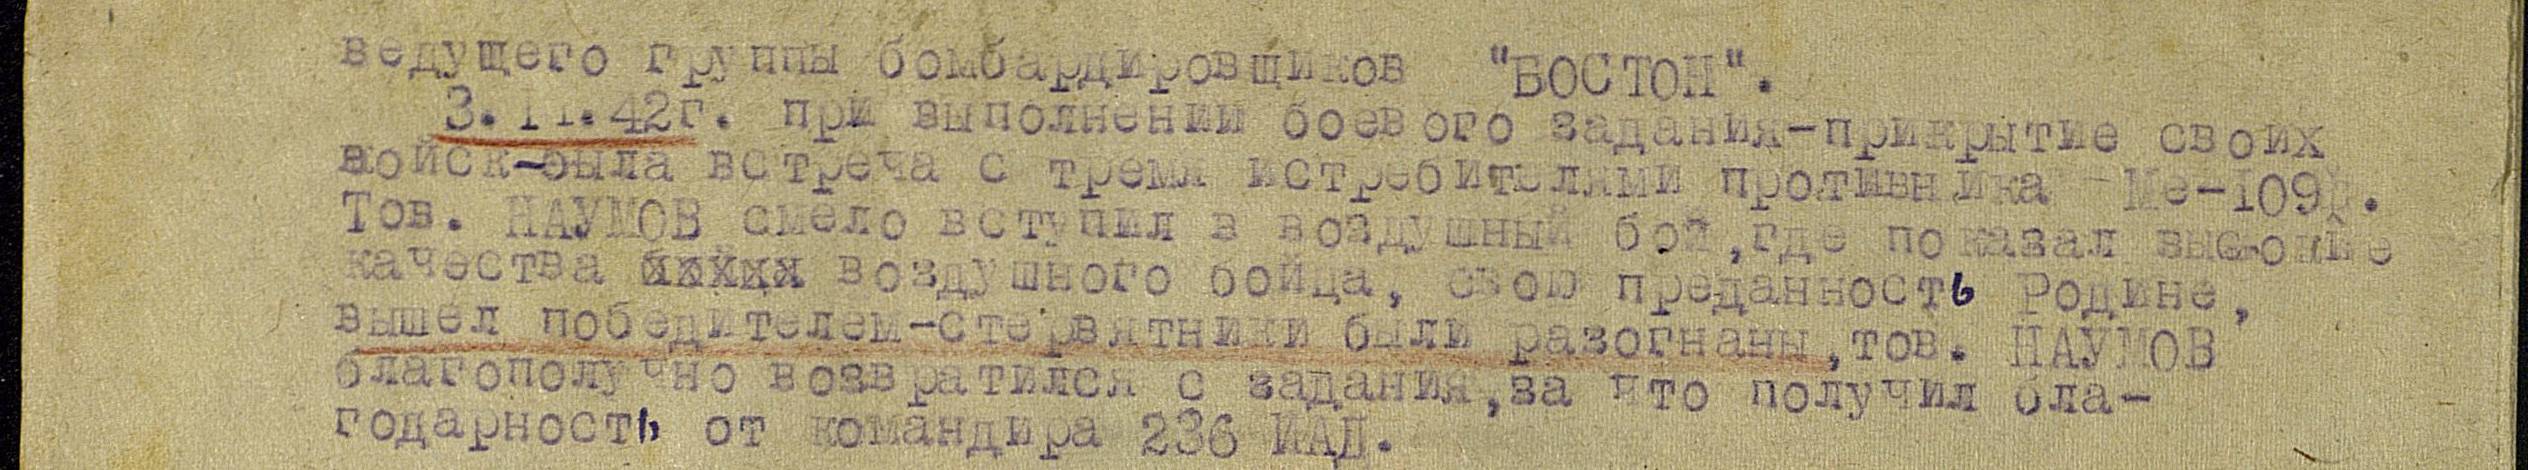 ведущего группы бомбардировщиков "БОСТОН".
3.11.42г. при выполнении боевого задания-прикрытие своих
войск-была встреча с тремя истребителями противника Ме-109Ф.
Тов. НАУМОВ смело вступил в воздушный бой,где показал высокие
качества воздушного бойца, свою преданность Родине,
вышел победителем-стервятники были разогнаны,тов. НАУМОВ
благополучно возвратился с задания,за что получил бла-
годарность от командира 236 ИАД.